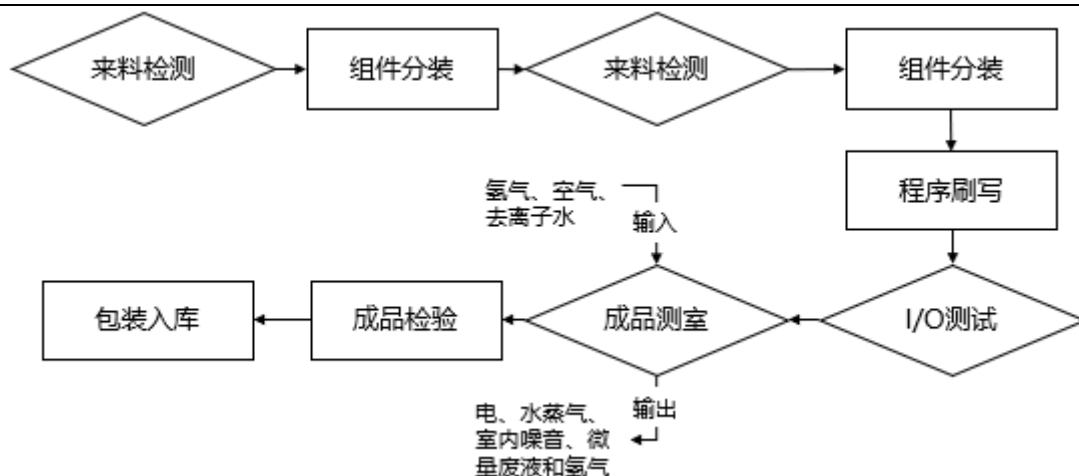 来料检测
组件分装
来料检测
组件分装
程序刷写
氢气、空气、
去离子水
输入
包装入库
成品检验
成品测室
I/O测试
输出
电、水蒸气、
室内噪音、微
量废液和氢气